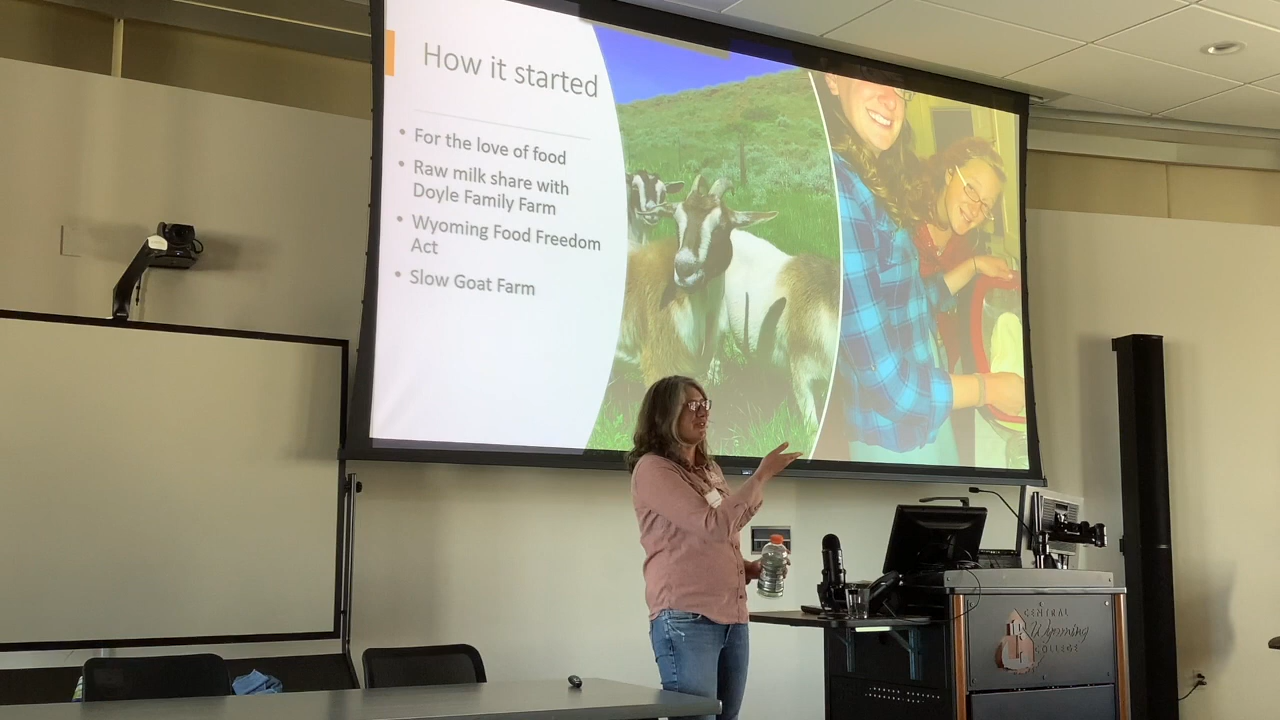 How it started
• For the love of food
• Raw milk share with
Doyle Family Farm
• Wyoming Food Freedom
Act
• Slow Goat Farm
CENTRAL
Wyoming
COLLEGE